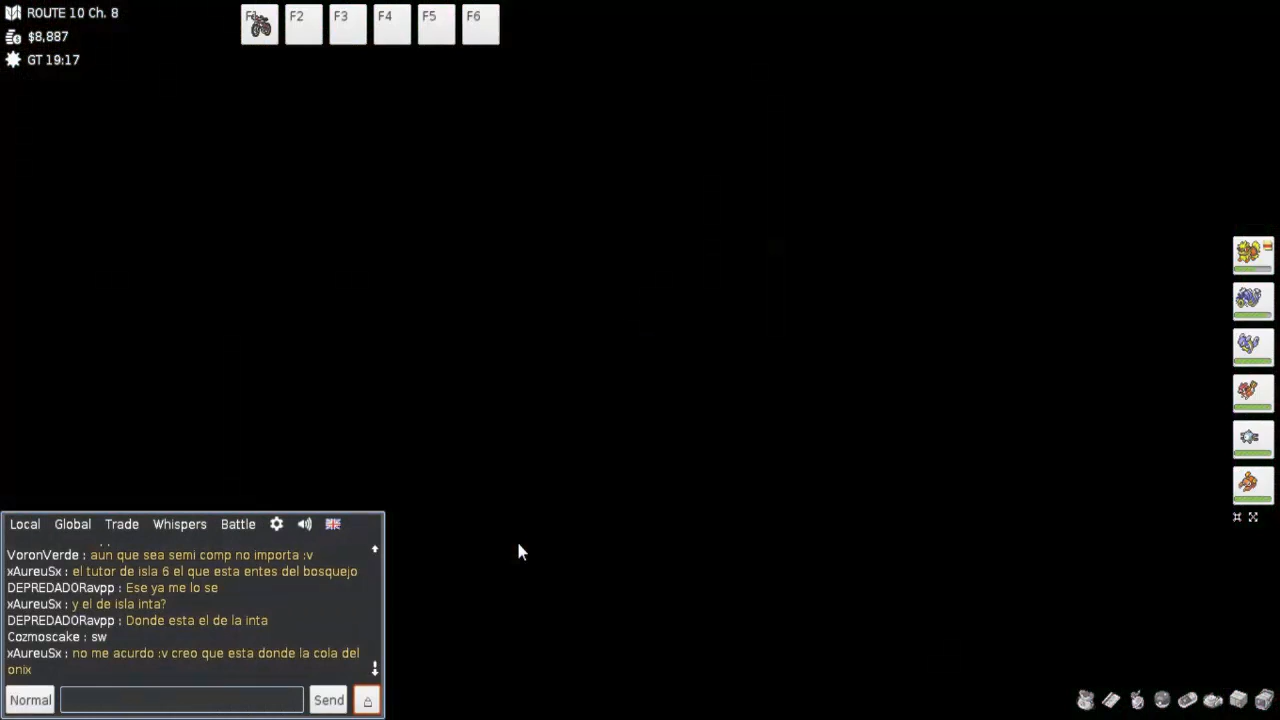 ROUTE 10 Ch. 8
$8,887
GT 19:17
F1 F2 F3 F4 F5 F6
Local Global Trade Whispers Battle
VoronVerde : aun que sea semi comp no importa :v
xAureuSx : el tutor de isla 6 el que esta entes del bosquejo
DEPREDADORavpp : Ese ya me lo se
xAureuSx : y el de isla inta?
DEPREDADORavpp : Donde esta el de la inta
Cozmoscake : sw
xAureuSx : no me acurdo :v creo que esta donde la cola del
onix
Normal Send